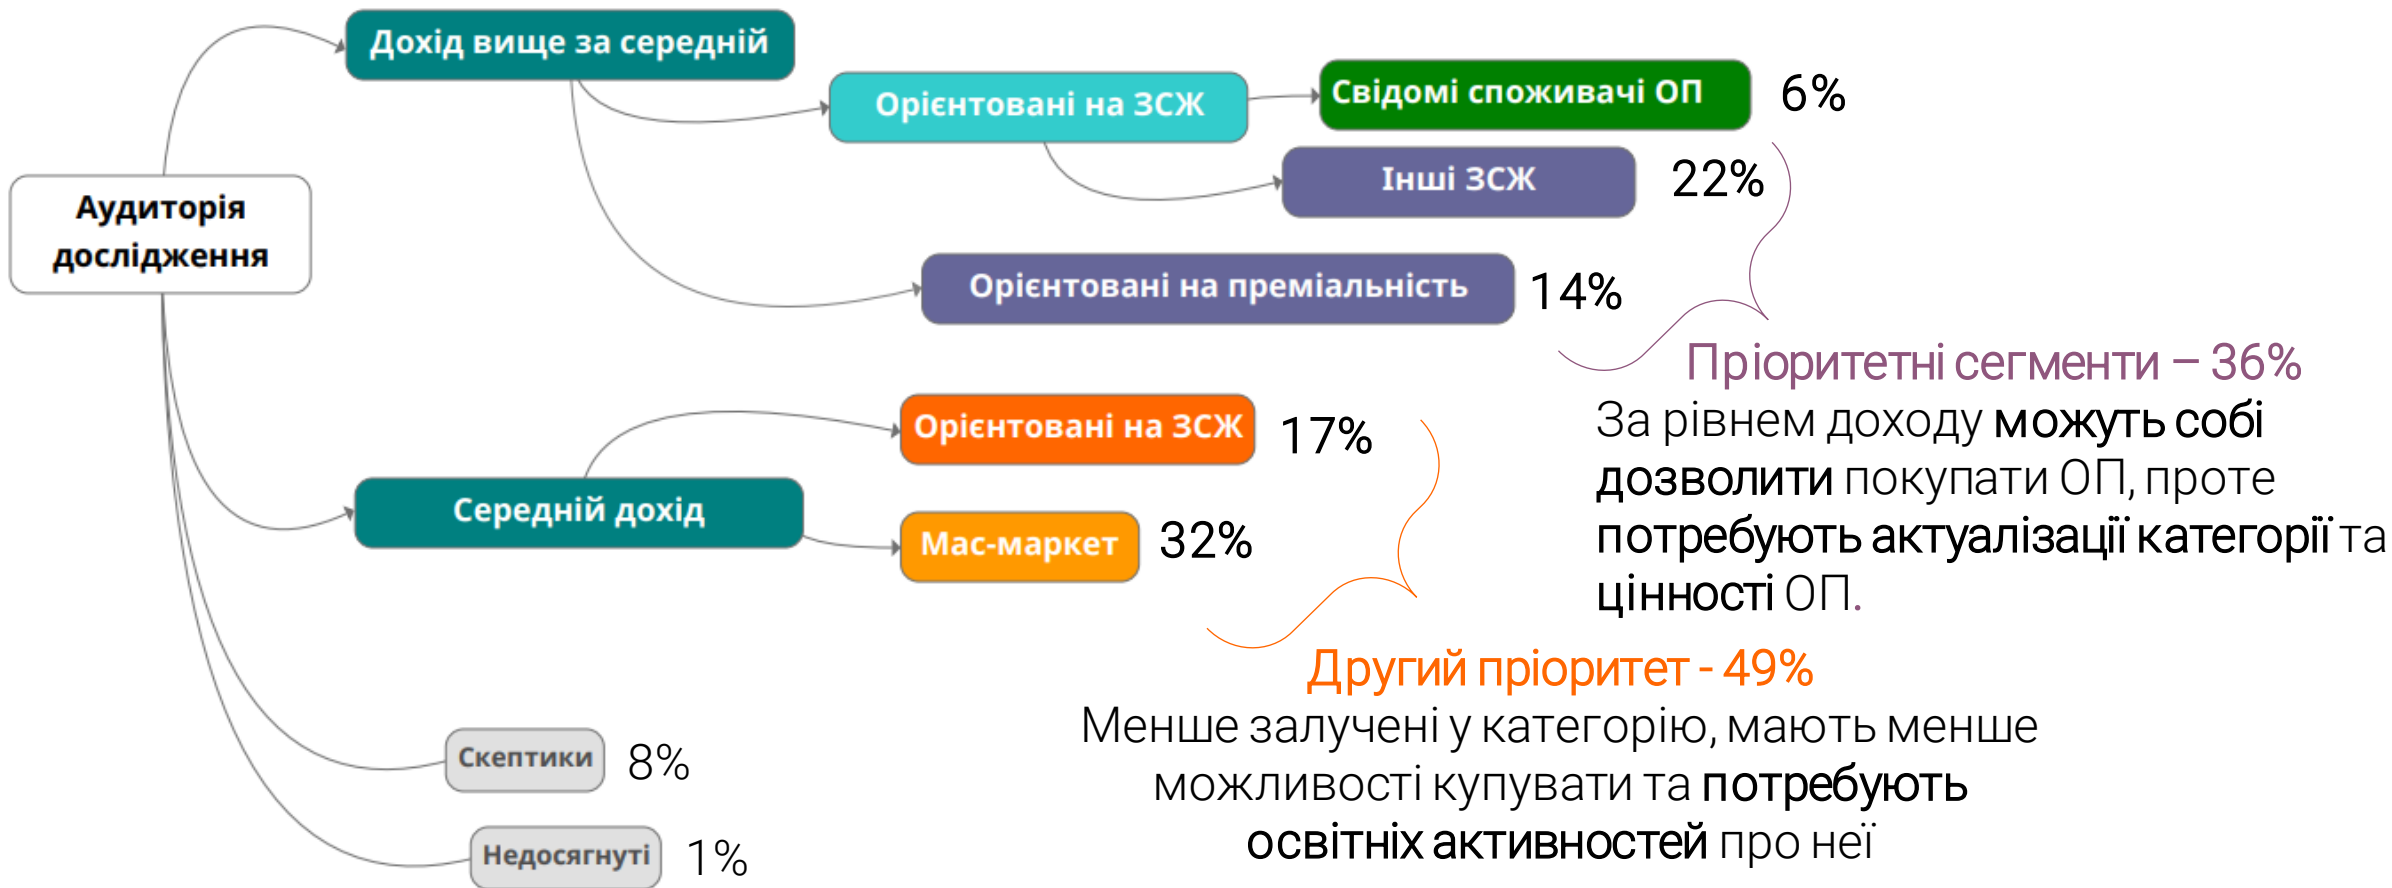 Дохід вище за середній
Орієнтовані на ЗСЖ
Свідомі споживачі ОП 6%
Інші ЗСЖ 22%
Аудиторія
дослідження
Орієнтовані на преміальність 14%
Пріоритетні сегменти – 36%
За рівнем доходу можуть собі
дозволити покупати ОП, проте
потребують актуалізації категорії та
цінності ОП.
Орієнтовані на ЗСЖ 17%
Середній дохід
Мас-маркет 32%
Другий пріоритет - 49%
Менше залучені у категорію, мають менше
можливості купувати та потребують
освітніх активностей про неї
Скептики 8%
Недосягнуті 1%